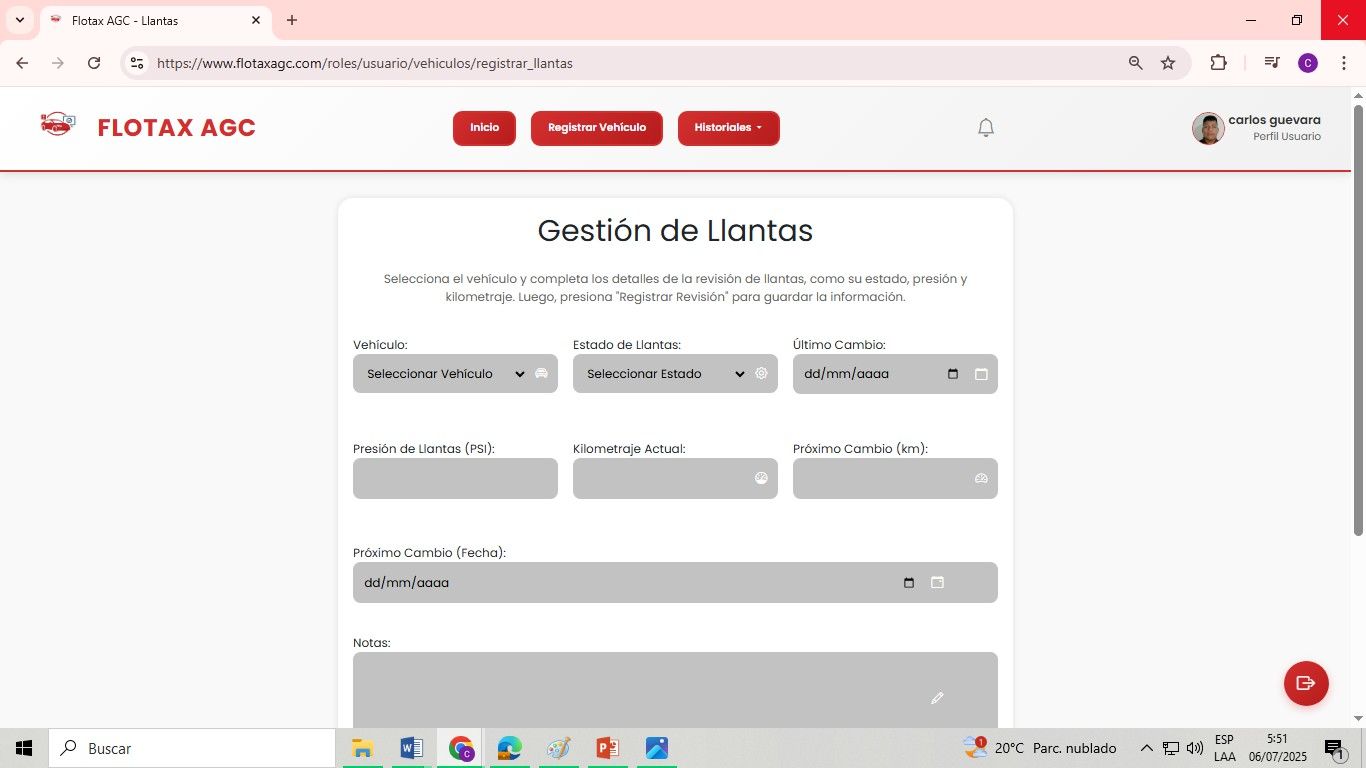 Flotax AGC - Llantas
https://www.flotaxagc.com/roles/usuario/vehiculos/registrar_llantas
C
FLOTAX AGC
Inicio
Registrar Vehículo
Historiales
carlos guevara
Perfil Usuario
Gestión de Llantas
Selecciona el vehículo y completa los detalles de la revisión de llantas, como su estado, presión y
kilometraje. Luego, presiona "Registrar Revisión" para guardar la información.
Vehículo:
Estado de Llantas:
Último Cambio:
Seleccionar Vehículo
Seleccionar Estado
dd/mm/aaaa
Presión de Llantas (PSI):
Kilometraje Actual:
Próximo Cambio (km):
Próximo Cambio (Fecha):
dd/mm/aaaa
Notas:
Buscar
1
20°C Parc. nublado
ESP
LAA
5:51
06/07/2025
1